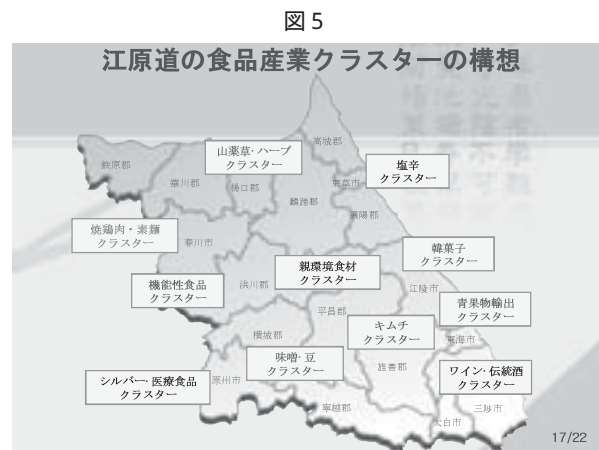 図5
江原道の食品産業クラスターの構想
高城郡
山薬草·ハーブ
クラスター
鉄原郡
華川郡
楊口郡
麟蹄郡
束草市
塩辛
クラスター
襄陽郡
焼鶏肉・素麺
クラスター
春川市
韓菓子
クラスター
親環境食材
クラスター
機能性食品
クラスター
洪川郡
江陵市
青果物輸出
クラスター
平昌郡
キムチ
クラスター
横城郡
東海市
味噌·豆
クラスター
旌善郡
シルバー·医療食品
クラスター
原州市
ワイン·伝統酒
クラスター
寧越郡
三陟市
太白市
17/22